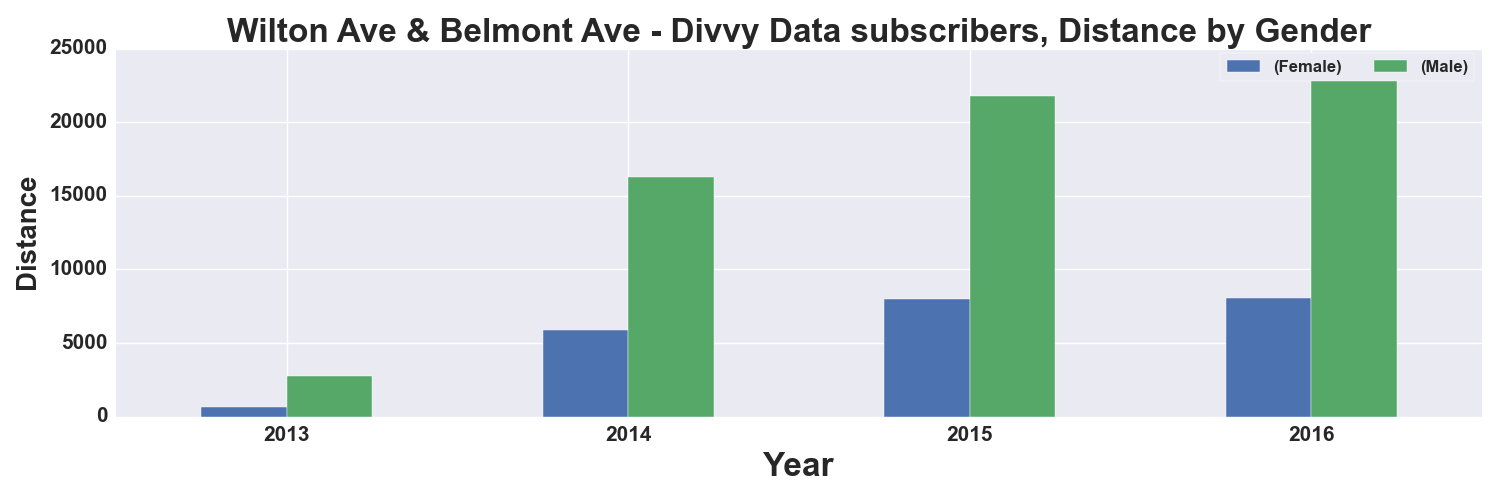 Wilton Ave & Belmont Ave - Divvy Data subscribers, Distance by Gender
25000
20000
15000
10000
5000
0
Distance
(Female) (Male)
2013 2014 2015 2016
Year